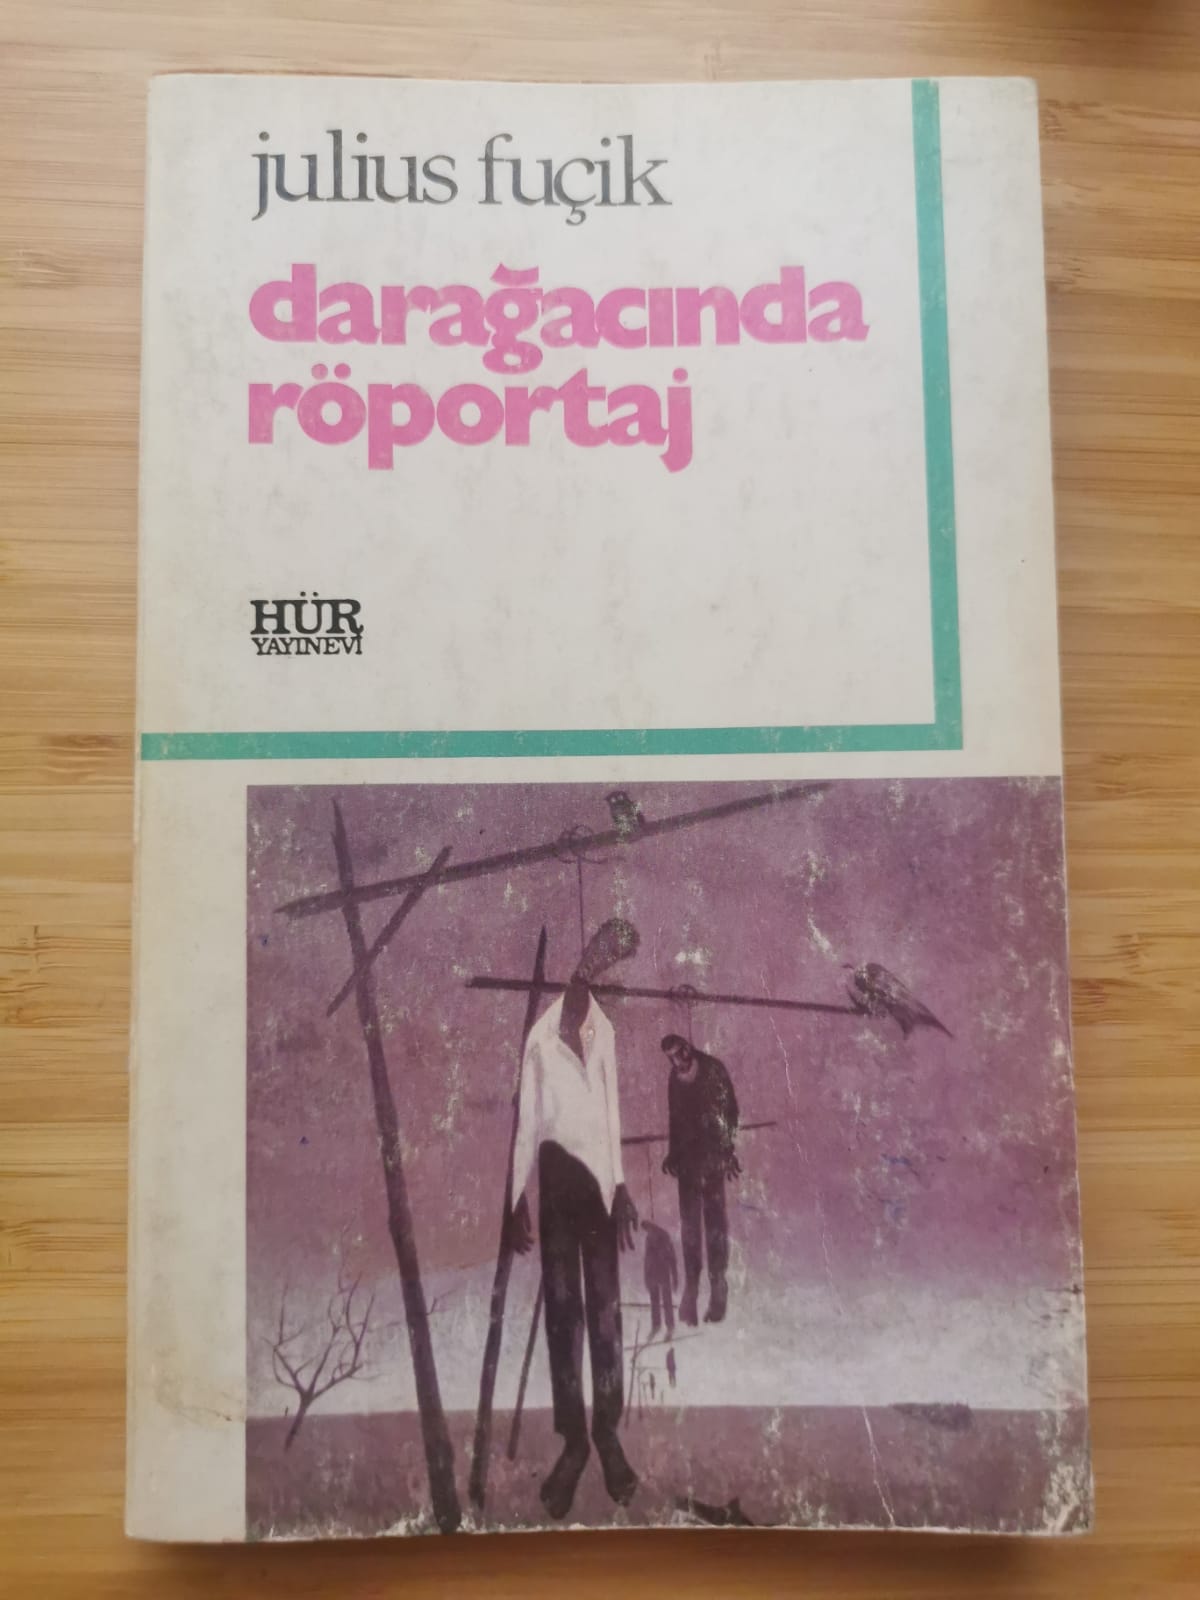 julius fuçik
darağacında
röportaj
HÜR
YAYINEVİ